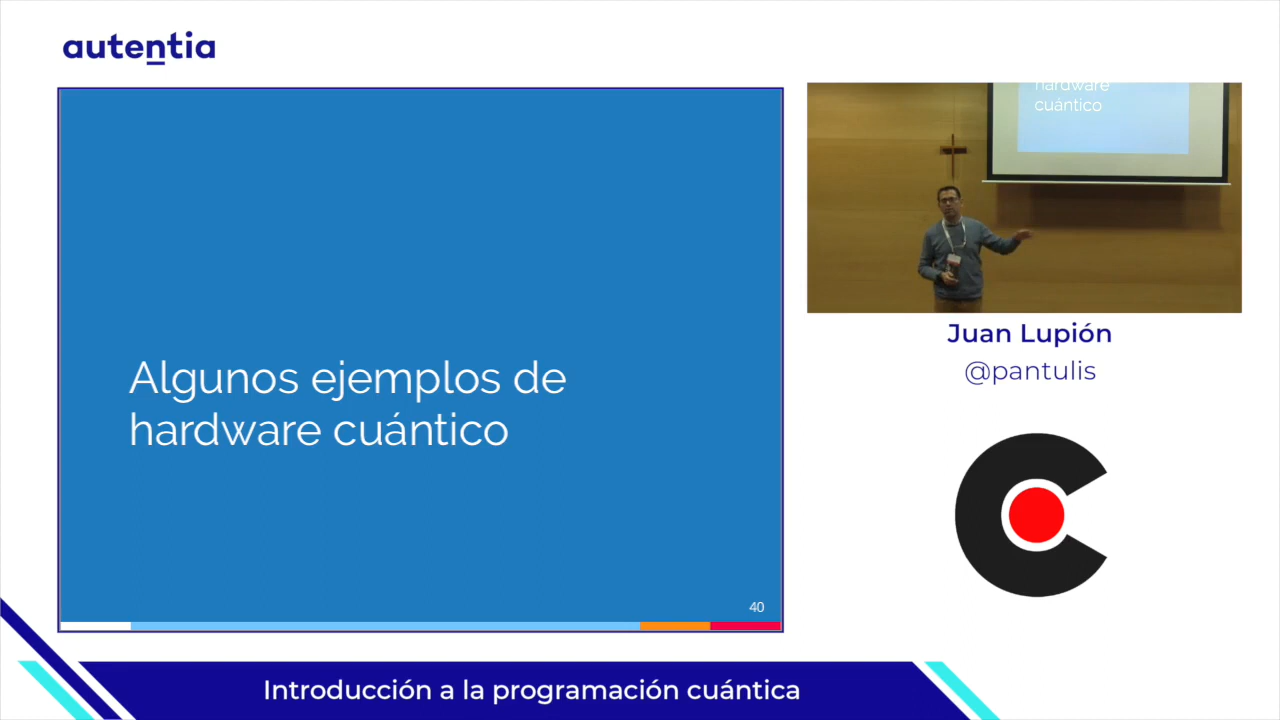 autentia
Algunos ejemplos de
hardware cuántico
40
hardware
cuántico
Juan Lupión
@pantulis
Introducción a la programación cuántica